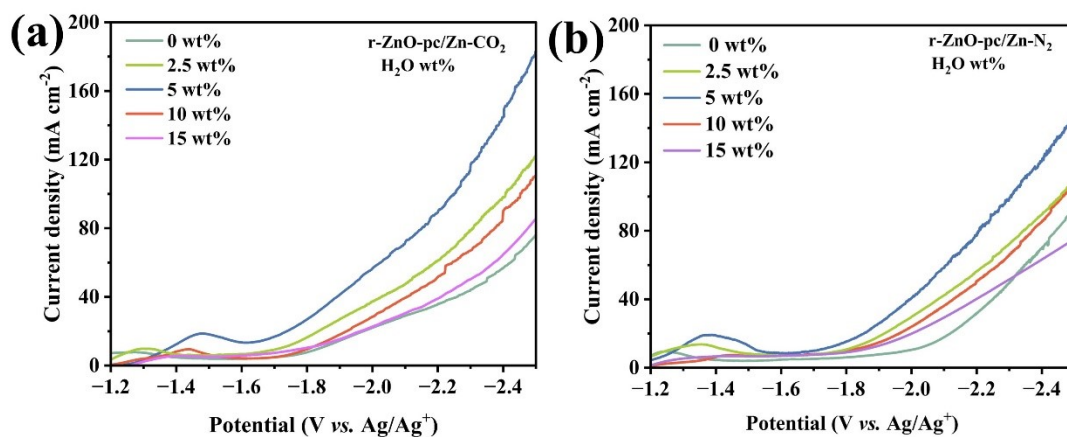 (a)
0 wt%
2.5 wt%
5 wt%
10 wt%
15 wt%
r-ZnO-pc/Zn-CO₂
H₂O wt%
Current density (mA cm⁻²)
200
160
120
80
40
0
−1.2 −1.4 −1.6 −1.8 −2.0 −2.2 −2.4
Potential (V vs. Ag/Ag⁺)
(b)
0 wt%
2.5 wt%
5 wt%
10 wt%
15 wt%
r-ZnO-pc/Zn-N₂
H₂O wt%
Current density (mA cm⁻²)
200
160
120
80
40
0
−1.2 −1.4 −1.6 −1.8 −2.0 −2.2 −2.4
Potential (V vs. Ag/Ag⁺)